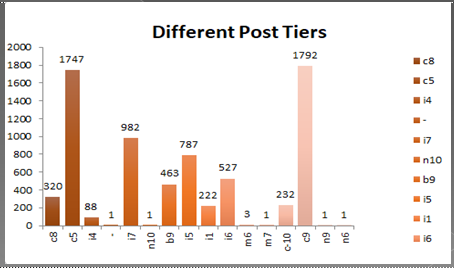 Different Post Tiers
2000
1800
1600
1400
1200
1000
800
600
400
200
0
320
1747
88
1
982
1
463
787
222
527
3
1
232
1792
1
1
c8
c5
i4
-
i7
n10
b9
i5
i1
i6
m6
m7
c-10
c9
n9
n6
c8
c5
i4
-
i7
n10
b9
i5
i1
i6